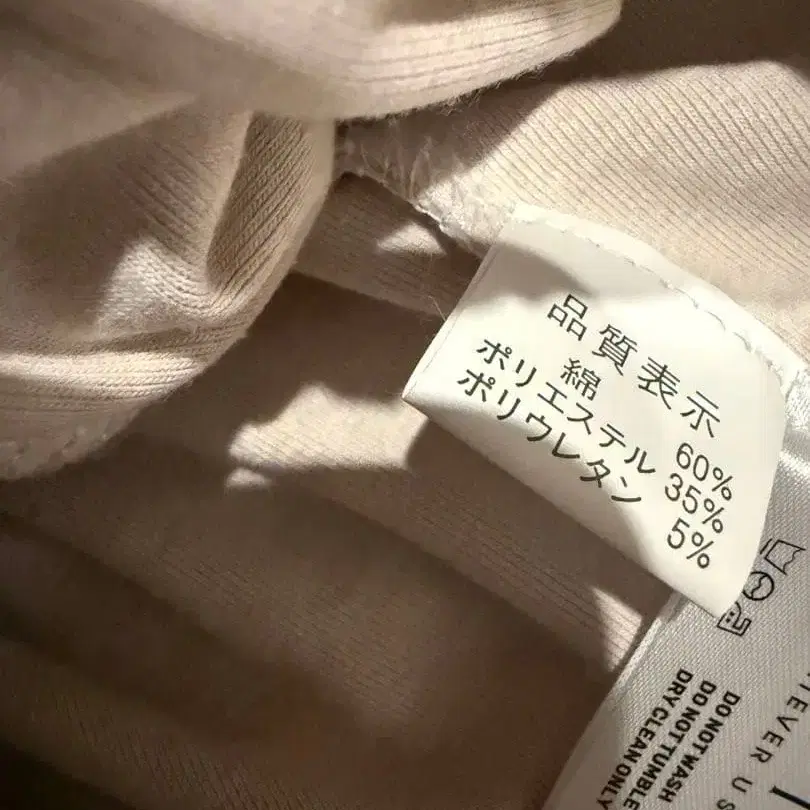 品質表示
綿 60%
ポリエステル 35%
ポリウレタン 5%
DO NOT WASH
DO NOT TUMBLE
DRY CLEAN ONLY